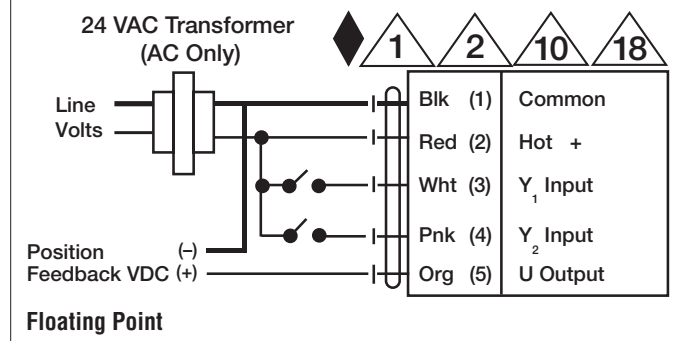 24 VAC Transformer
(AC Only)
1 2 10 18
Line
Volts
Blk (1) Common
Red (2) Hot +
Wht (3) Y1 Input
Pnk (4) Y2 Input
Position (–)
Feedback VDC (+)
Org (5) U Output
Floating Point